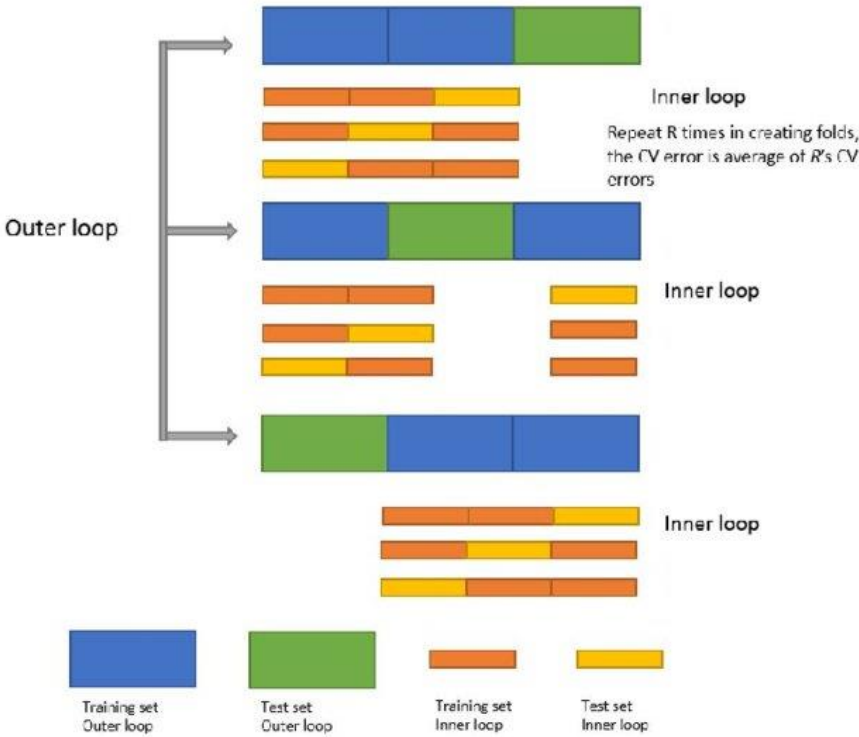 Inner loop
Repeat R times in creating folds,
the CV error is average of R's CV
errors
Outer loop
Inner loop
Inner loop
Training set
Outer loop
Test set
Outer loop
Training set
Inner loop
Test set
Inner loop